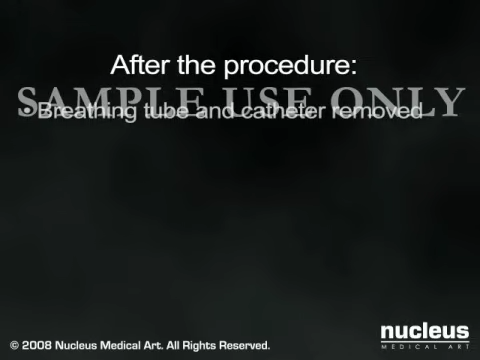 After the procedure:
SAMPLE USE ONLY
• Breathing tube and catheter removed
nucleus
MEDICAL ART
© 2008 Nucleus Medical Art. All Rights Reserved.